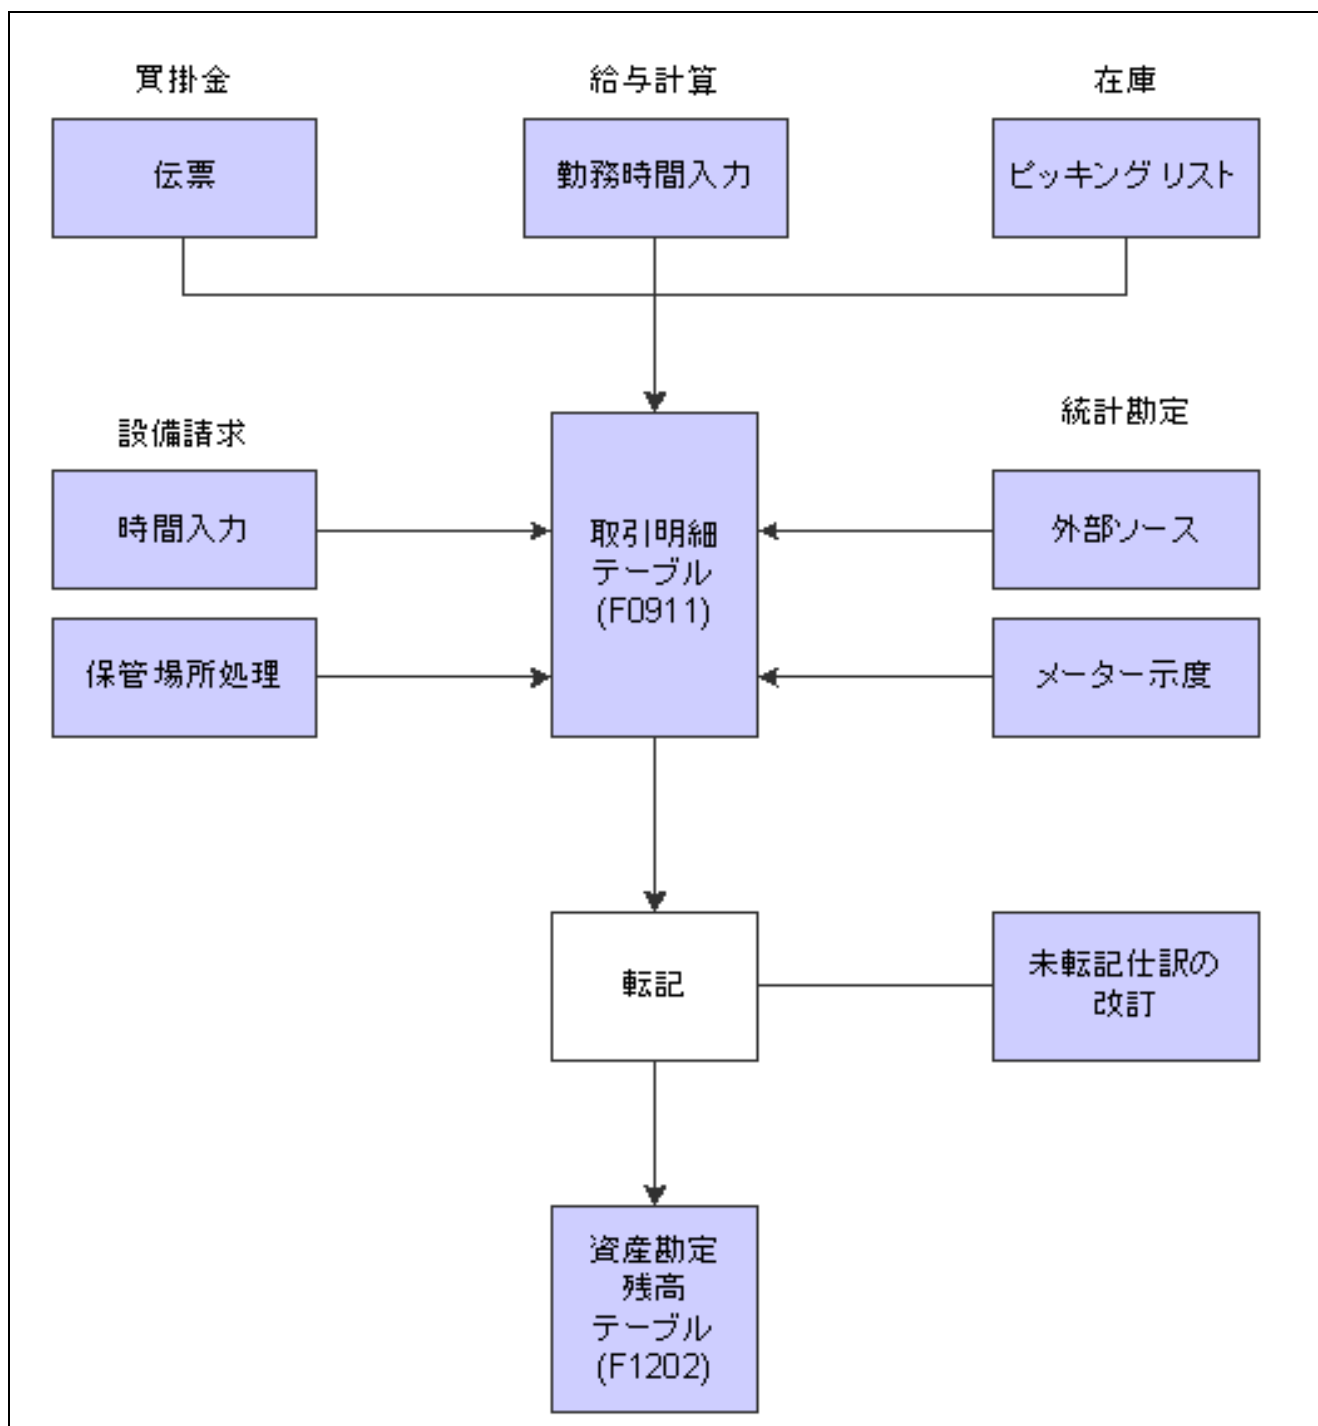 買掛金
給与計算
在庫
伝票
勤務時間入力
ピッキング リスト
設備請求
統計勘定
時間入力
取引明細
テーブル
(F0911)
外部ソース
保管場所処理
メーター示度
転記
未転記仕訳の
改訂
資産勘定
残高
テーブル
(F1202)